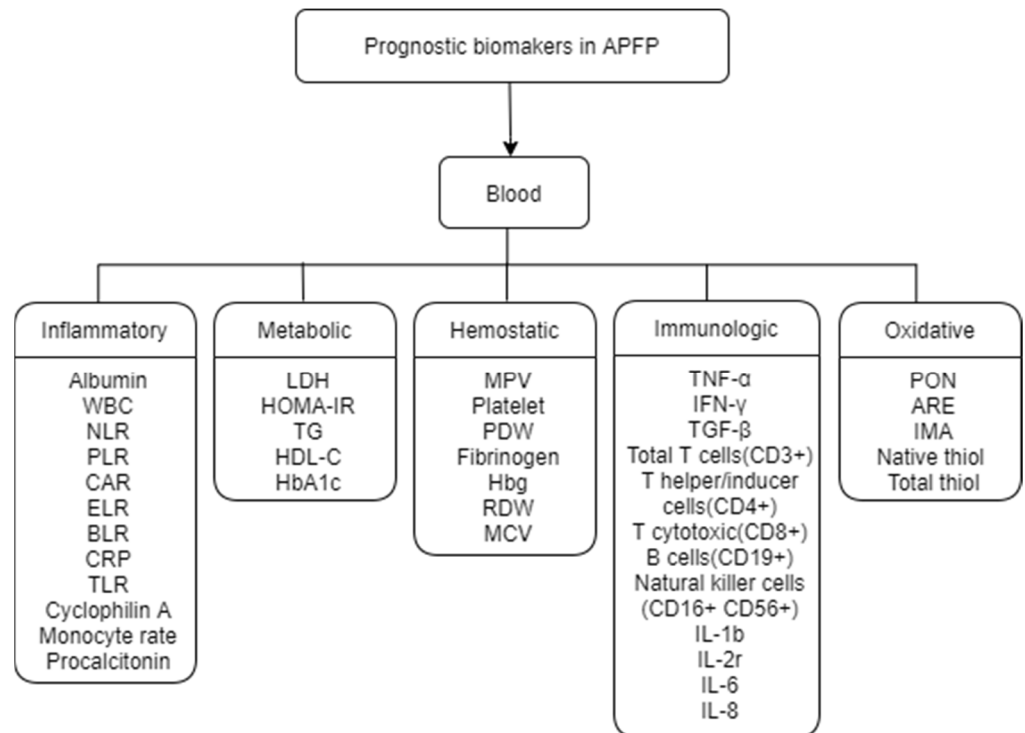 Prognostic biomakers in APFP
Blood
Inflammatory
Albumin
WBC
NLR
PLR
CAR
ELR
BLR
CRP
TLR
Cyclophilin A
Monocyte rate
Procalcitonin
Metabolic
LDH
HOMA-IR
TG
HDL-C
HbA1c
Hemostatic
MPV
Platelet
PDW
Fibrinogen
Hbg
RDW
MCV
Immunologic
TNF-α
IFN-γ
TGF-β
Total T cells(CD3+)
T helper/inducer
cells(CD4+)
T cytotoxic(CD8+)
B cells(CD19+)
Natural killer cells
(CD16+ CD56+)
IL-1b
IL-2r
IL-6
IL-8
Oxidative
PON
ARE
IMA
Native thiol
Total thiol